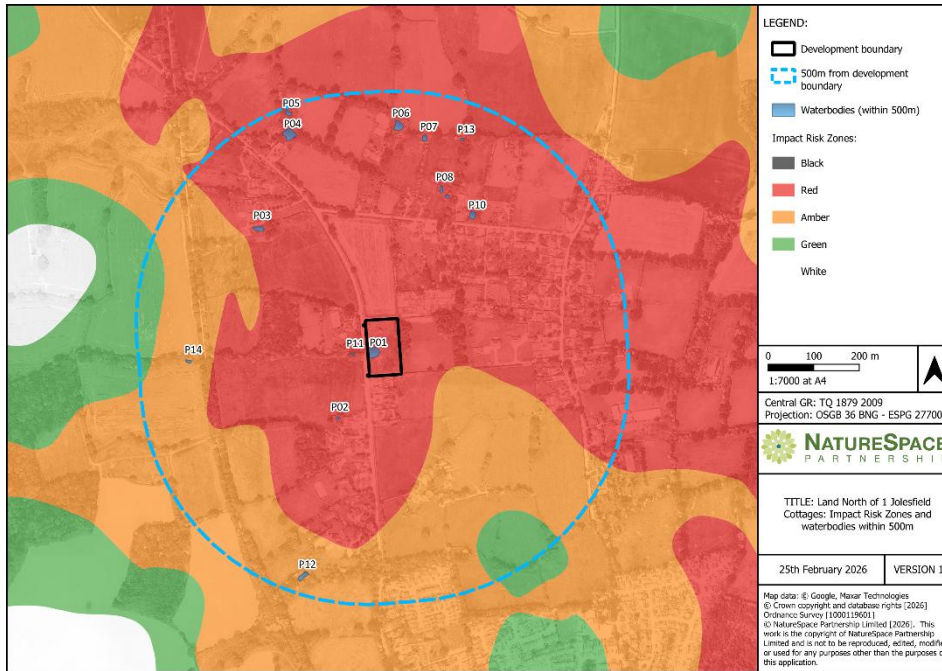 P05
P04
P06
P07
P13
P08
P10
P03
P14
P11
P01
P02
P12
LEGEND:
Development boundary
500m from development
boundary
Waterbodies (within 500m)
Impact Risk Zones:
Black
Red
Amber
Green
White
0 100 200 m
1:7000 at A4
Central GR: TQ 1879 2009
Projection: OSGB 36 BNG - ESPG 27700
NATURESPACE
PARTNERSHIP
TITLE: Land North of 1 Jolesfield
Cottages: Impact Risk Zones and
waterbodies within 500m
25th February 2026 VERSION 1
Map data: © Google, Maxar Technologies
© Crown copyright and database rights [2026]
Ordnance Survey [1000119601]
© NatureSpace Partnership Limited [2026]. This
work is the copyright of NatureSpace Partnership
Limited and is not to be reproduced, edited, modifie
or used for any purposes other than the purposes o
this application.